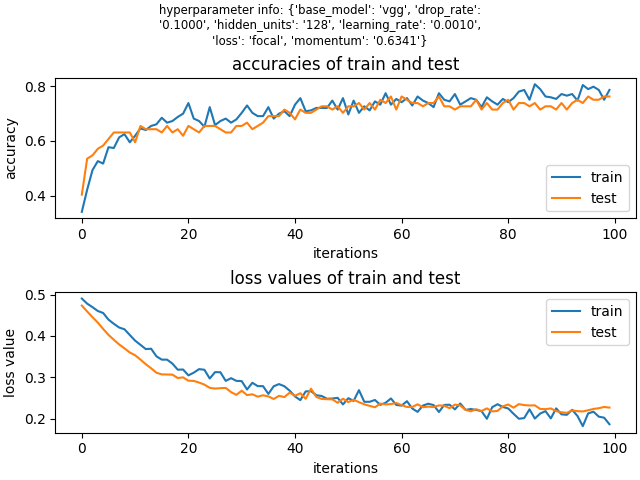 hyperparameter info: {'base_model': 'vgg', 'drop_rate':
'0.1000', 'hidden_units': '128', 'learning_rate': '0.0010',
'loss': 'focal', 'momentum': '0.6341'}
accuracies of train and test
accuracy
0.8
0.6
0.4
train
test
0 20 40 60 80 100
iterations
loss values of train and test
loss value
0.5
0.4
0.3
0.2
train
test
0 20 40 60 80 100
iterations